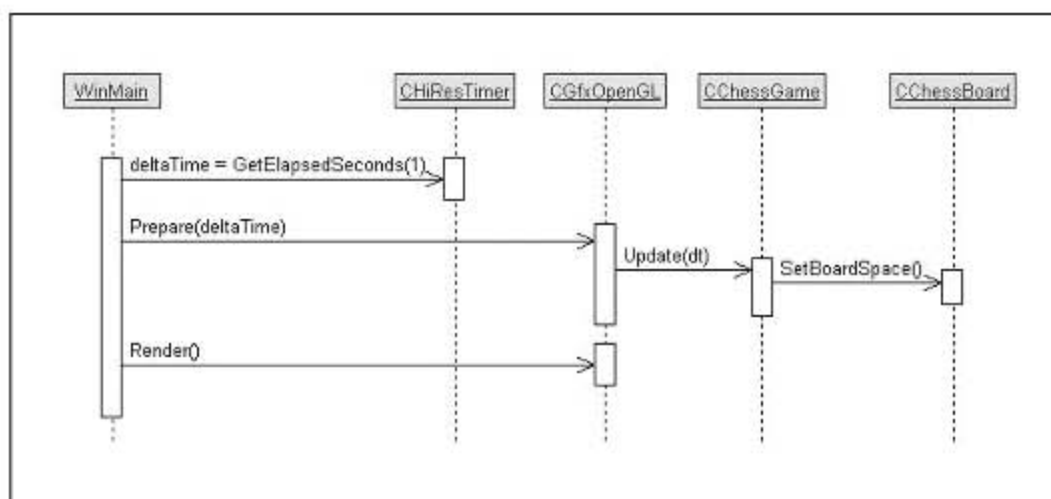 WinMain
CHiResTimer
CGfxOpenGL
CChessGame
CChessBoard
deltaTime = GetElapsedSeconds(1)
Prepare(deltaTime)
Update(dt)
SetBoardSpace()
Render()